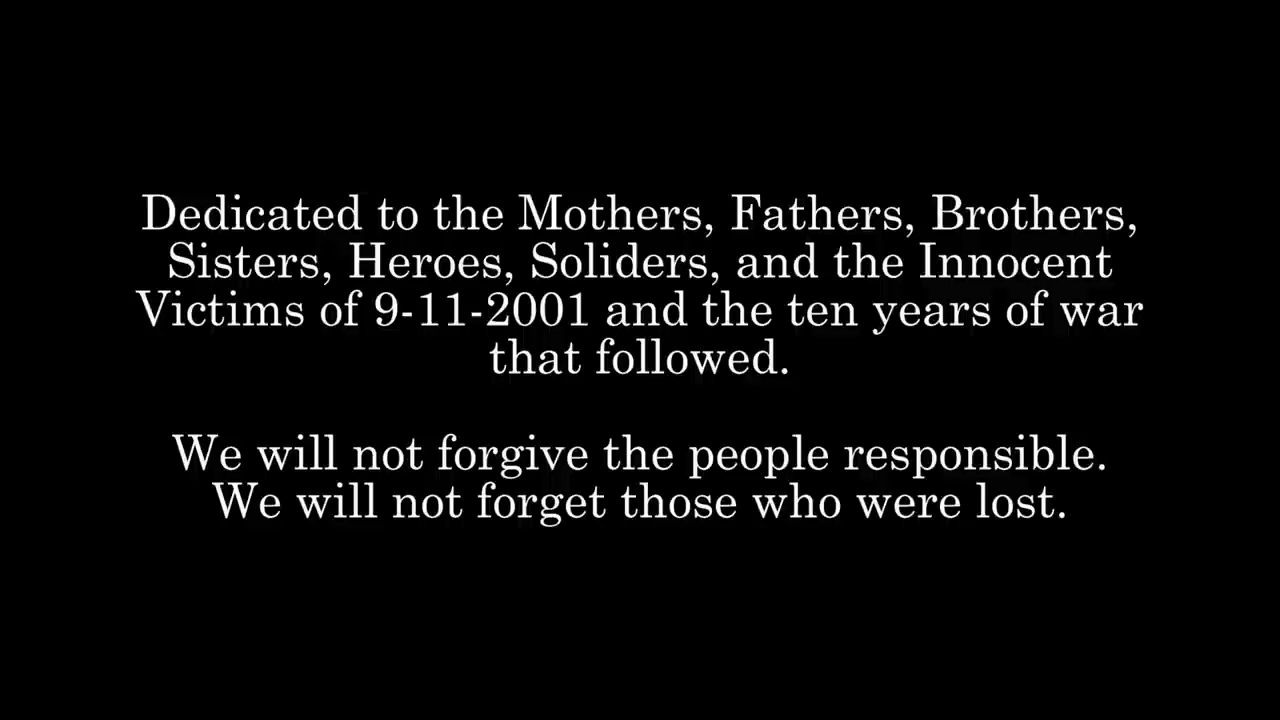 Dedicated to the Mothers, Fathers, Brothers,
Sisters, Heroes, Soliders, and the Innocent
Victims of 9-11-2001 and the ten years of war
that followed.
We will not forgive the people responsible.
We will not forget those who were lost.